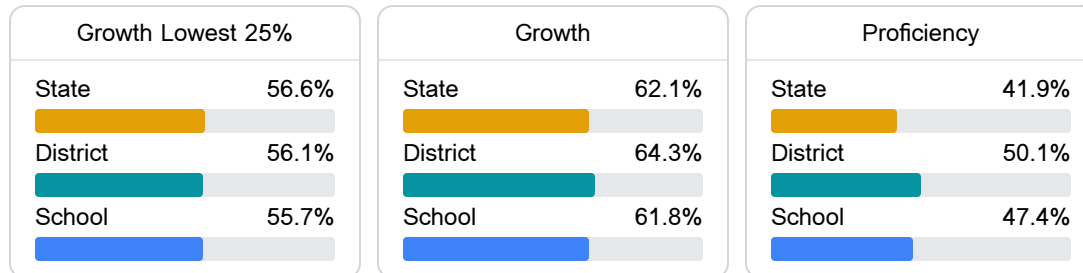 Growth Lowest 25%
State 56.6%
District 56.1%
School 55.7%
Growth
State 62.1%
District 64.3%
School 61.8%
Proficiency
State 41.9%
District 50.1%
School 47.4%